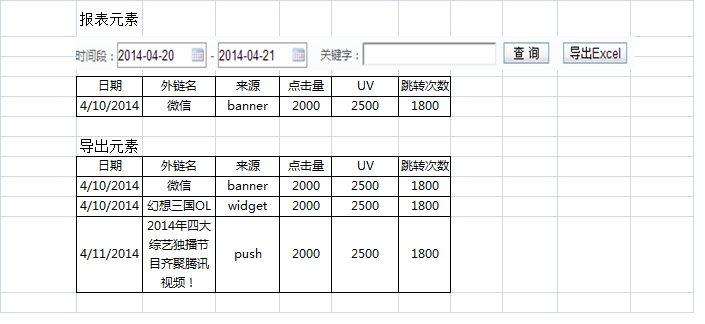 报表元素
时间段：2014-04-20 - 2014-04-21 关键字： 查 询 导出Excel
日期 外链名 来源 点击量 UV 跳转次数
4/10/2014 微信 banner 2000 2500 1800
导出元素
日期 外链名 来源 点击量 UV 跳转次数
4/10/2014 微信 banner 2000 2500 1800
4/10/2014 幻想三国OL widget 2000 2500 1800
4/11/2014 2014年四大
综艺独播节
目齐聚腾讯
视频！ push 2000 2500 1800